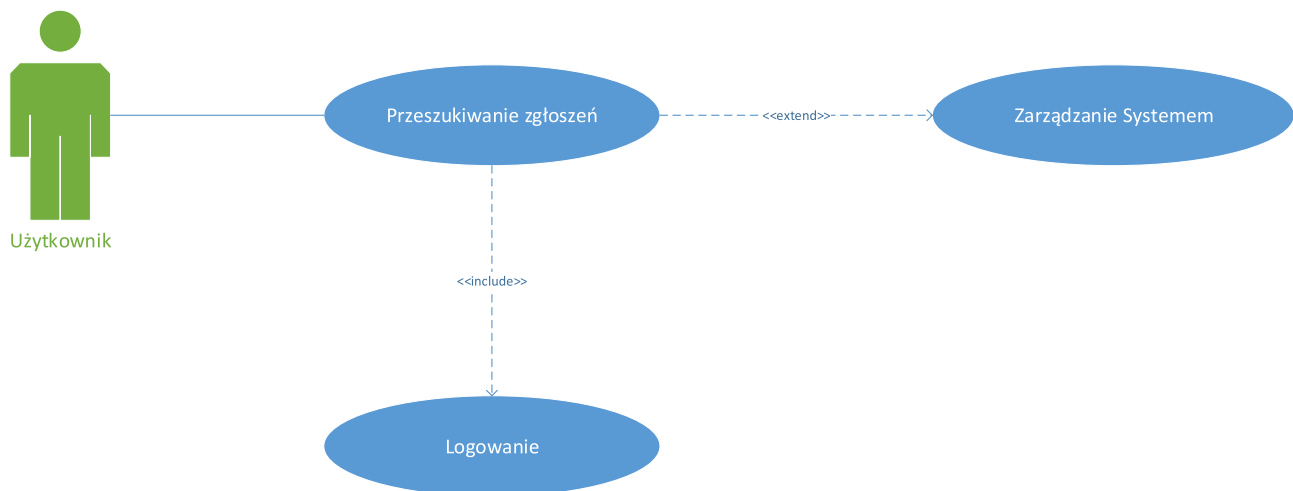 Przeszukiwanie zgłoszeń
<<extend>>
Zarządzanie Systemem
Użytkownik
<<include>>
Logowanie